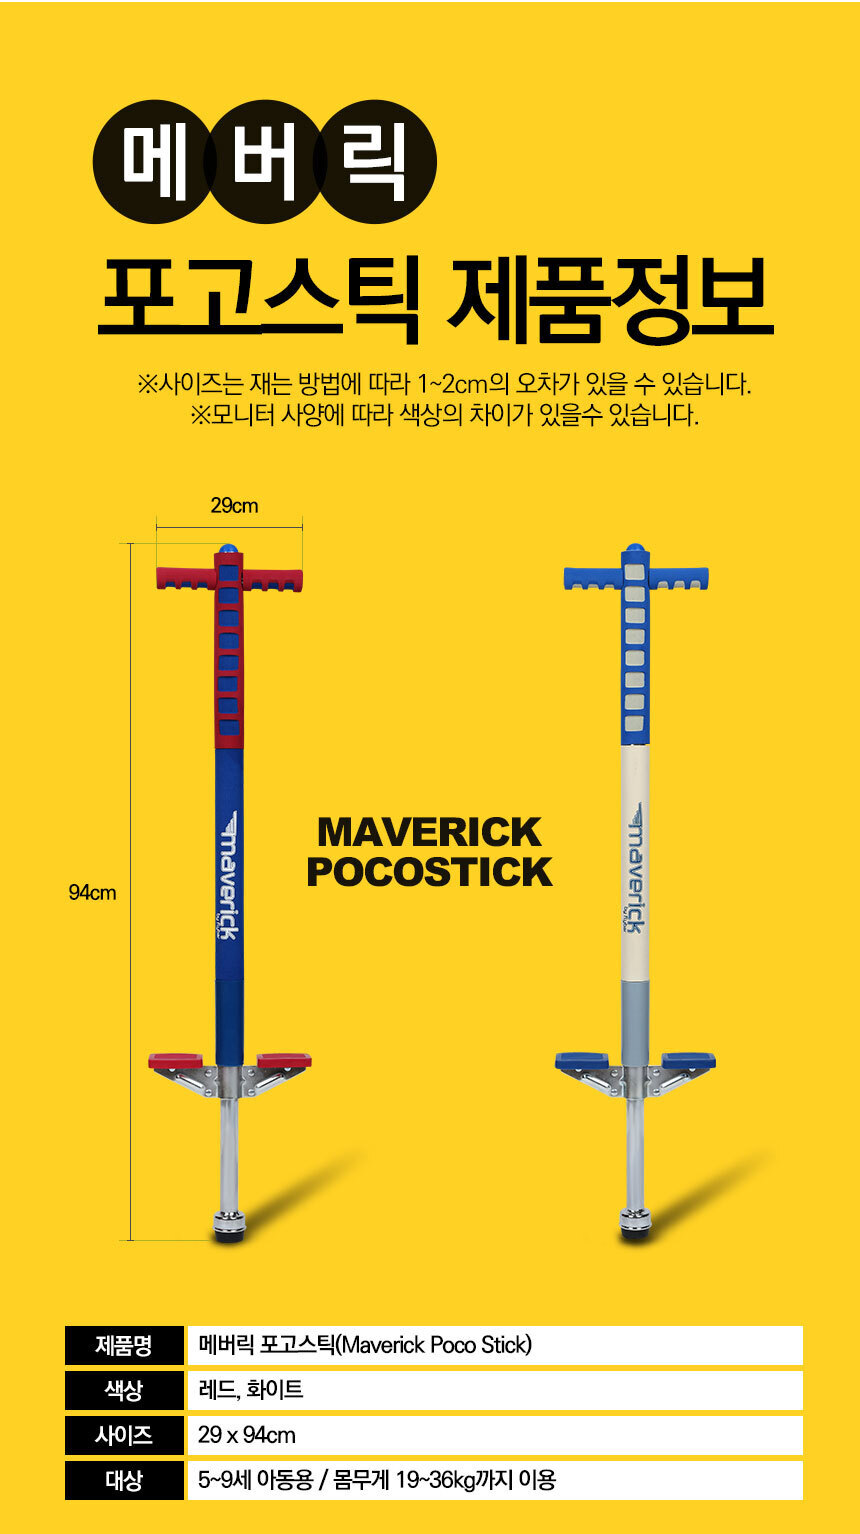 메버릭
포고스틱 제품정보
※사이즈는 재는 방법에 따라 1~2cm의 오차가 있을 수 있습니다.
※모니터 사양에 따라 색상의 차이가 있을수 있습니다.
29cm
94cm
maverick
maverick
MAVERICK
POCOSTICK
제품명 메버릭 포고스틱(Maverick Poco Stick)
색상 레드, 화이트
사이즈 29 x 94cm
대상 5~9세 아동용 / 몸무게 19~36kg까지 이용